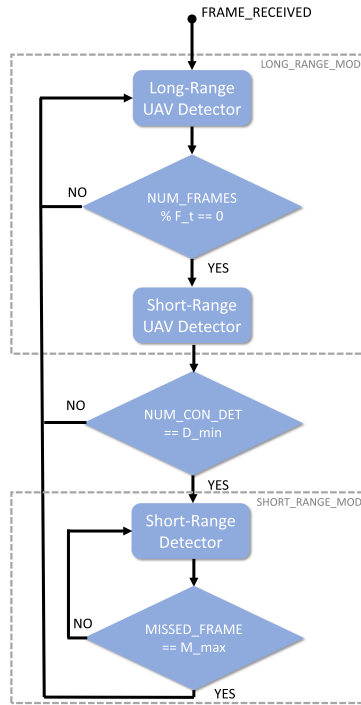 FRAME_RECEIVED
LONG_RANGE_MOD
Long-Range
UAV Detector
NO
NUM_FRAMES
% F_t == 0
YES
Short-Range
UAV Detector
NO
NUM_CON_DET
== D_min
YES
SHORT_RANGE_MOD
Short-Range
Detector
NO
MISSED_FRAME
== M_max
YES